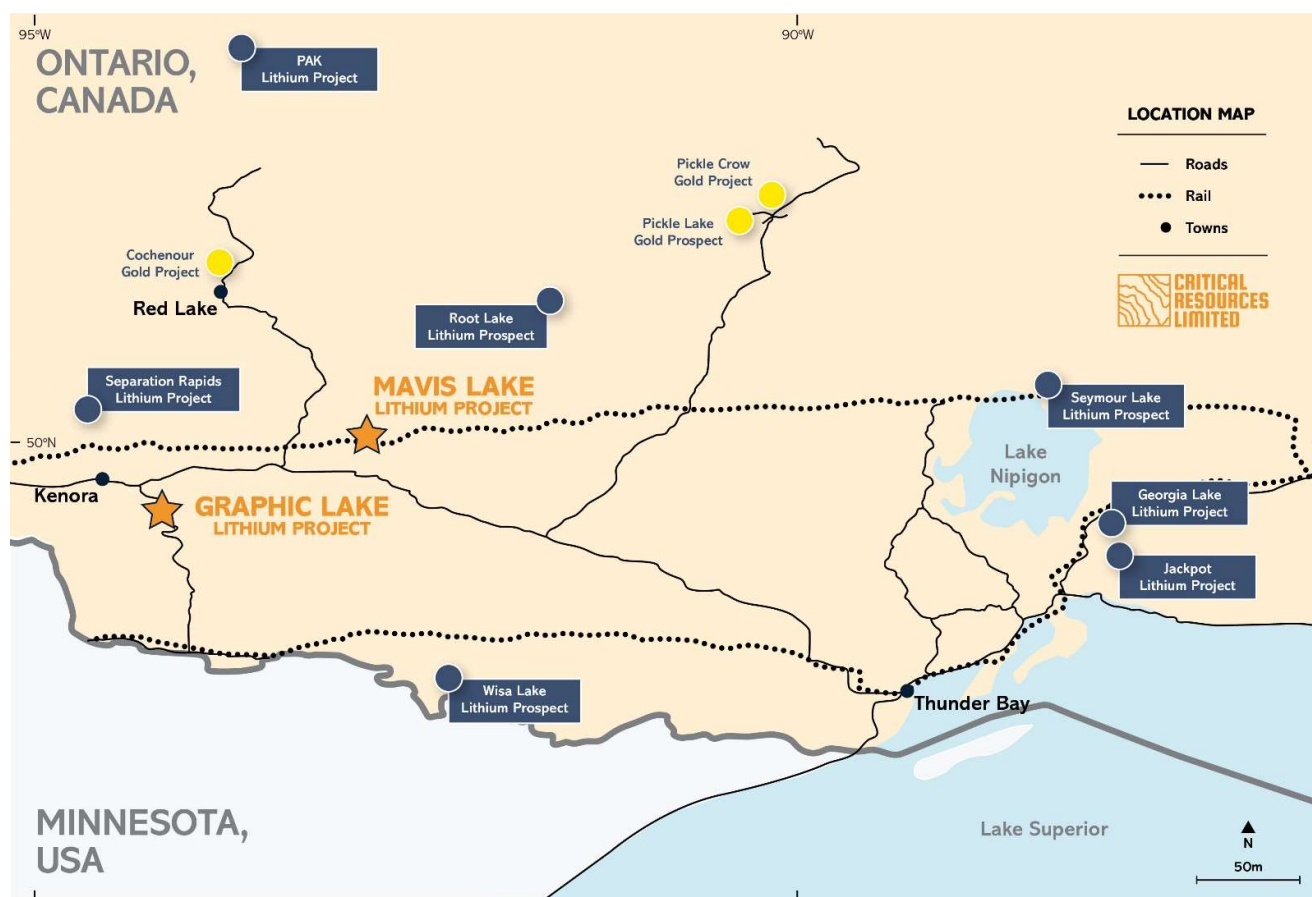 95°W
90°W
ONTARIO,
CANADA
PAK
Lithium Project
LOCATION MAP
Roads
Rail
Towns
CRITICAL
RESOURCES
LIMITED
Pickle Crow
Gold Project
Pickle Lake
Gold Prospect
Cochenour
Gold Project
Red Lake
Root Lake
Lithium Prospect
Separation Rapids
Lithium Project
MAVIS LAKE
LITHIUM PROJECT
Seymour Lake
Lithium Prospect
50°N
Lake
Nipigon
Kenora
GRAPHIC LAKE
LITHIUM PROJECT
Georgia Lake
Lithium Project
Jackpot
Lithium Project
Wisa Lake
Lithium Prospect
Thunder Bay
MINNESOTA,
USA
Lake Superior
N
50m